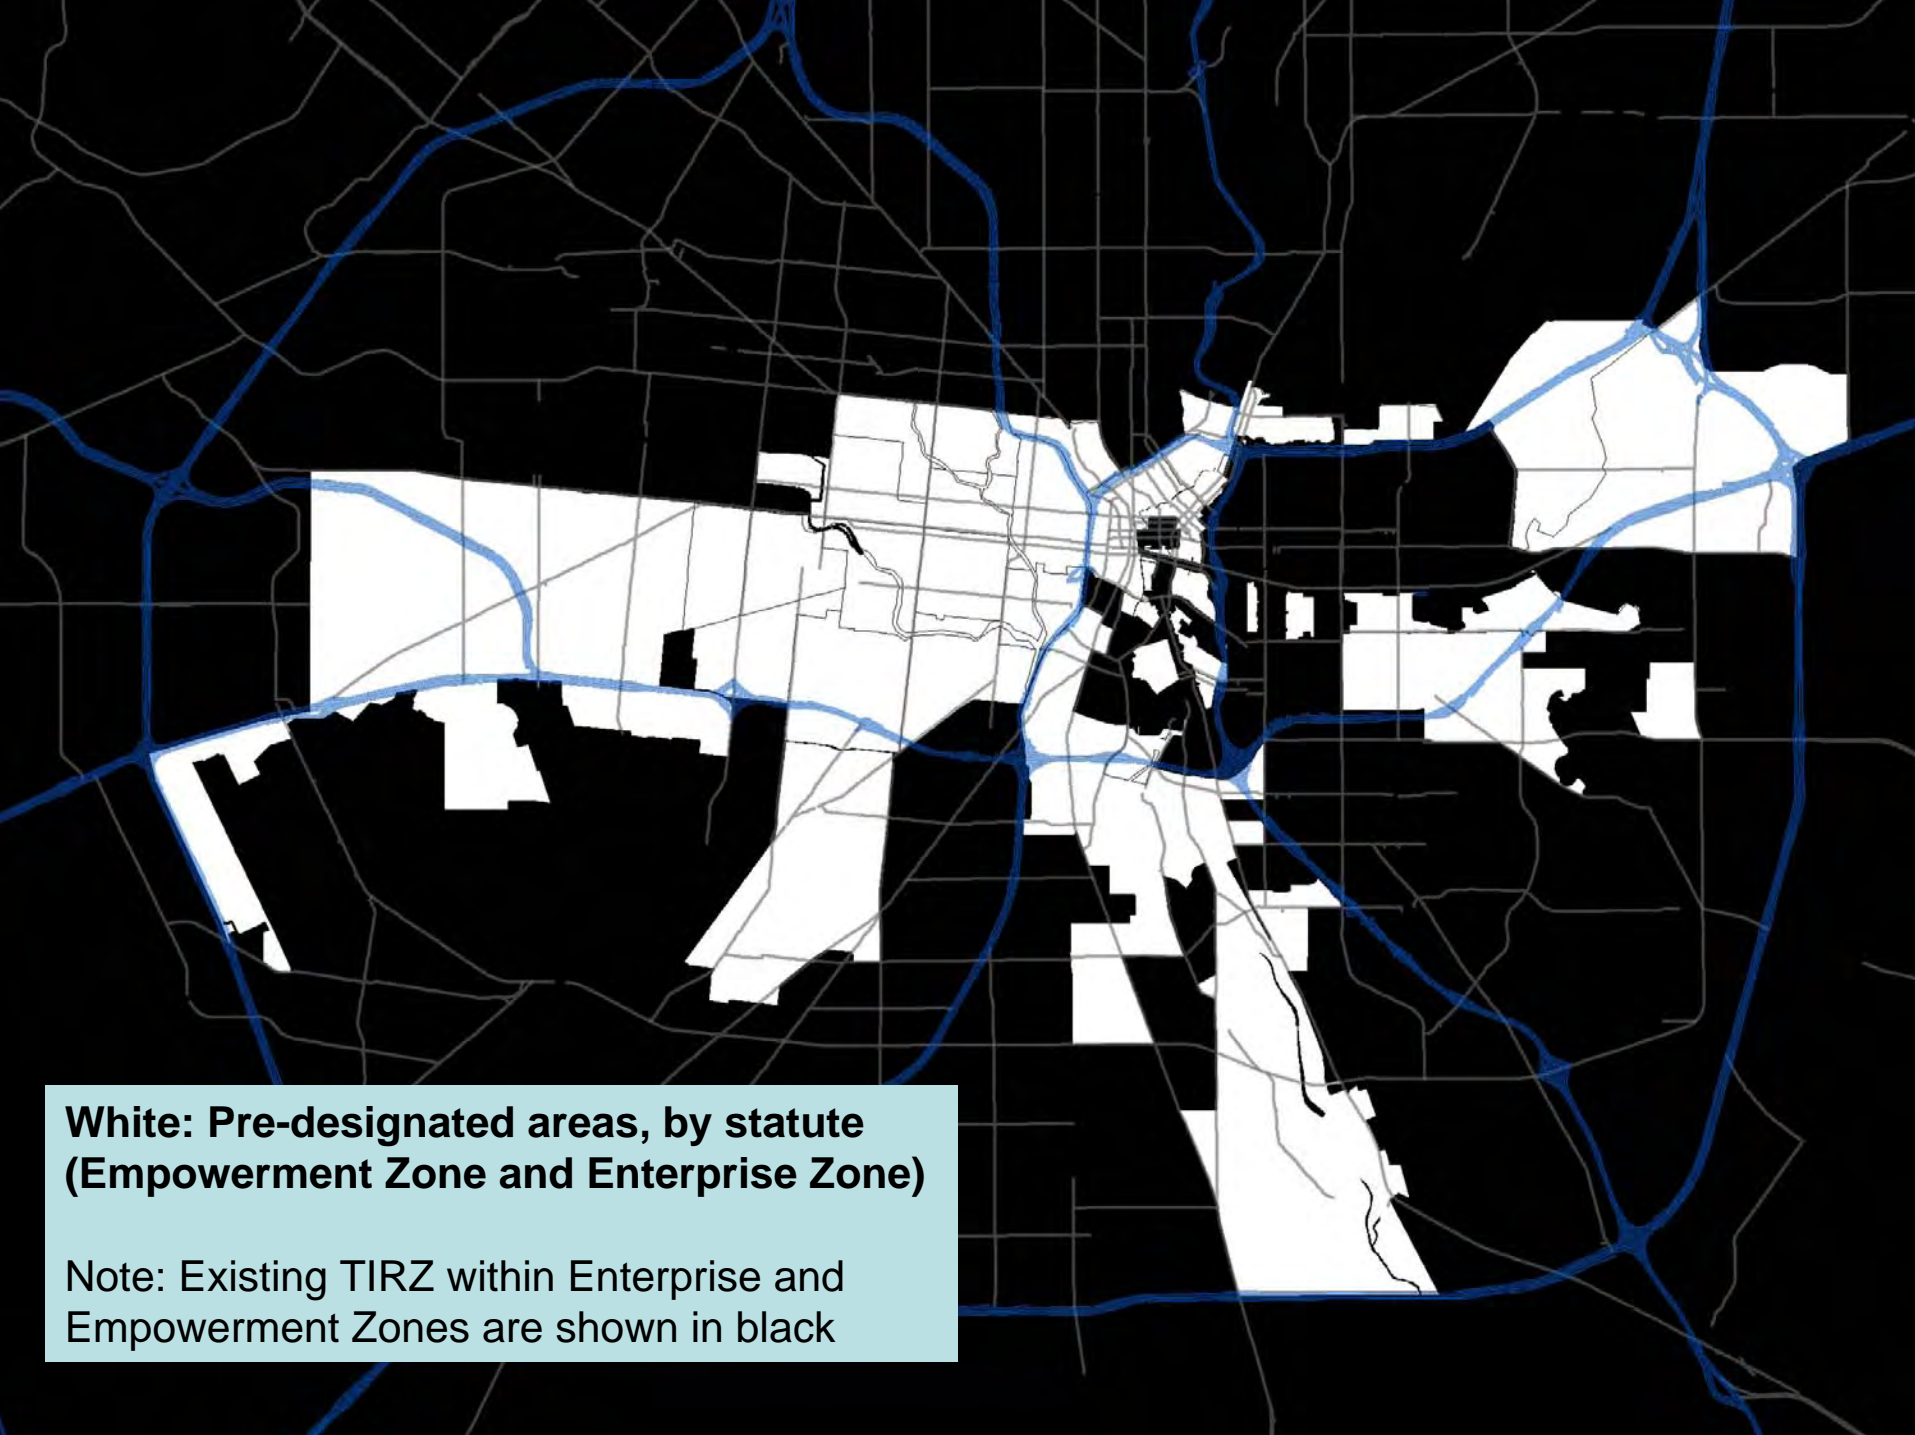 White: Pre-designated areas, by statute
(Empowerment Zone and Enterprise Zone)
Note: Existing TIRZ within Enterprise and
Empowerment Zones are shown in black